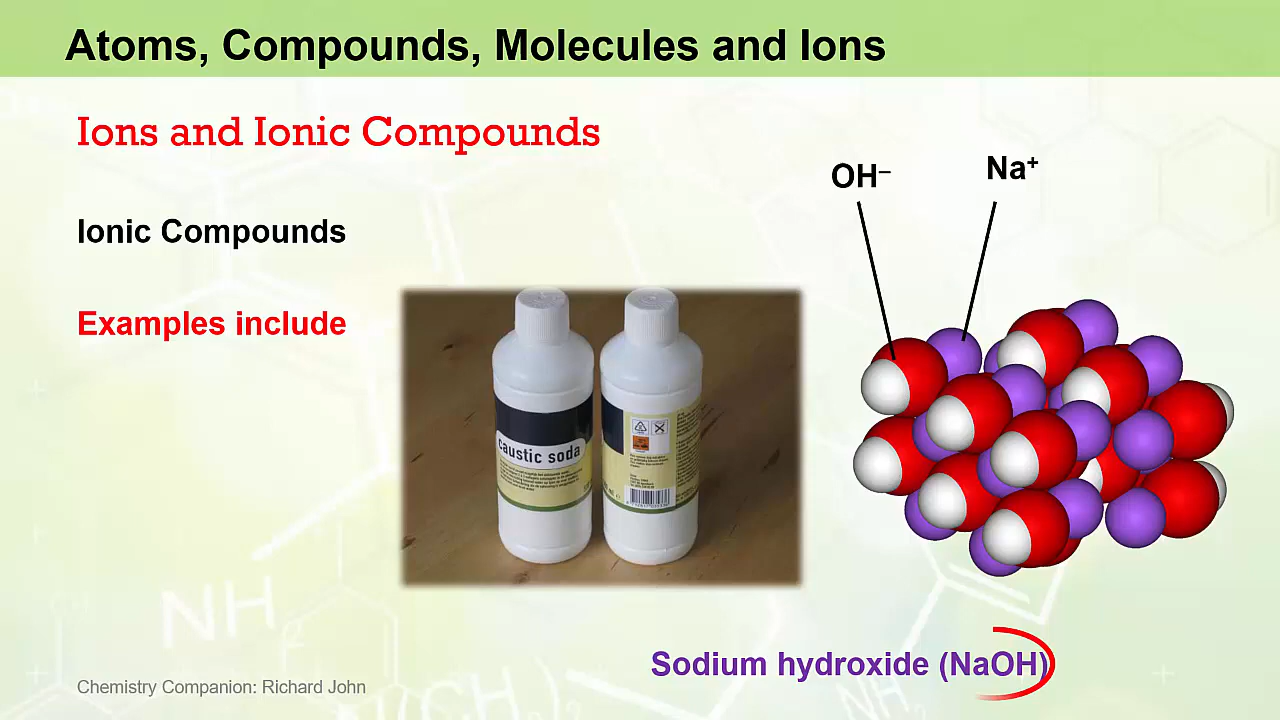 Atoms, Compounds, Molecules and Ions
Ions and Ionic Compounds
OH⁻
Na⁺
Ionic Compounds
Examples include
caustic soda
Sodium hydroxide (NaOH)
Chemistry Companion: Richard John
NH